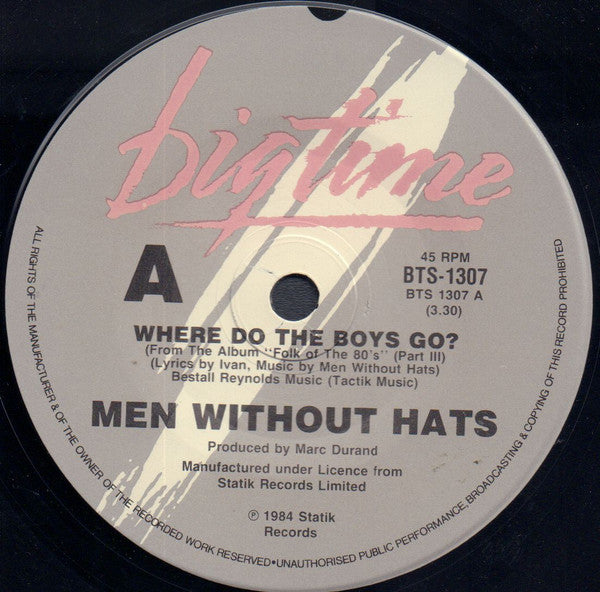 bigtime
A
45 RPM
BTS-1307
BTS 1307 A
(3.30)
WHERE DO THE BOYS GO?
(From The Album "Folk of The 80's" (Part III)
(Lyrics by Ivan, Music by Men Without Hats)
Bestall Reynolds Music (Tactik Music)
MEN WITHOUT HATS
Produced by Marc Durand
Manufactured under Licence from
Statik Records Limited
℗ 1984 Statik
Records
ALL RIGHTS OF THE MANUFACTURER & OF THE OWNER OF THE RECORDED WORK RESERVED•UNAUTHORISED PUBLIC PERFORMANCE, BROADCASTING & COPYING OF THIS RECORD PROHIBITED